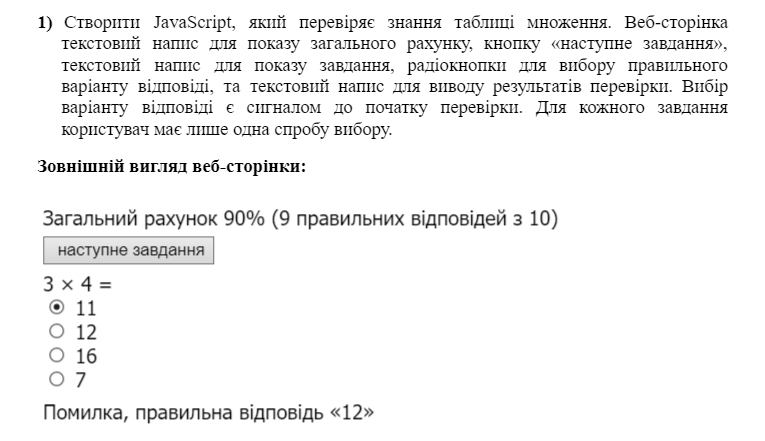 1) Створити JavaScript, який перевіряє знання таблиці множення. Веб-сторінка
текстовий напис для показу загального рахунку, кнопку «наступне завдання»,
текстовий напис для показу завдання, радіокнопки для вибору правильного
варіанту відповіді, та текстовий напис для виводу результатів перевірки. Вибір
варіанту відповіді є сигналом до початку перевірки. Для кожного завдання
користувач має лише одна спробу вибору.
Зовнішній вигляд веб-сторінки:
Загальний рахунок 90% (9 правильних відповідей з 10)
наступне завдання
3 × 4 =
11
12
16
7
Помилка, правильна відповідь «12»